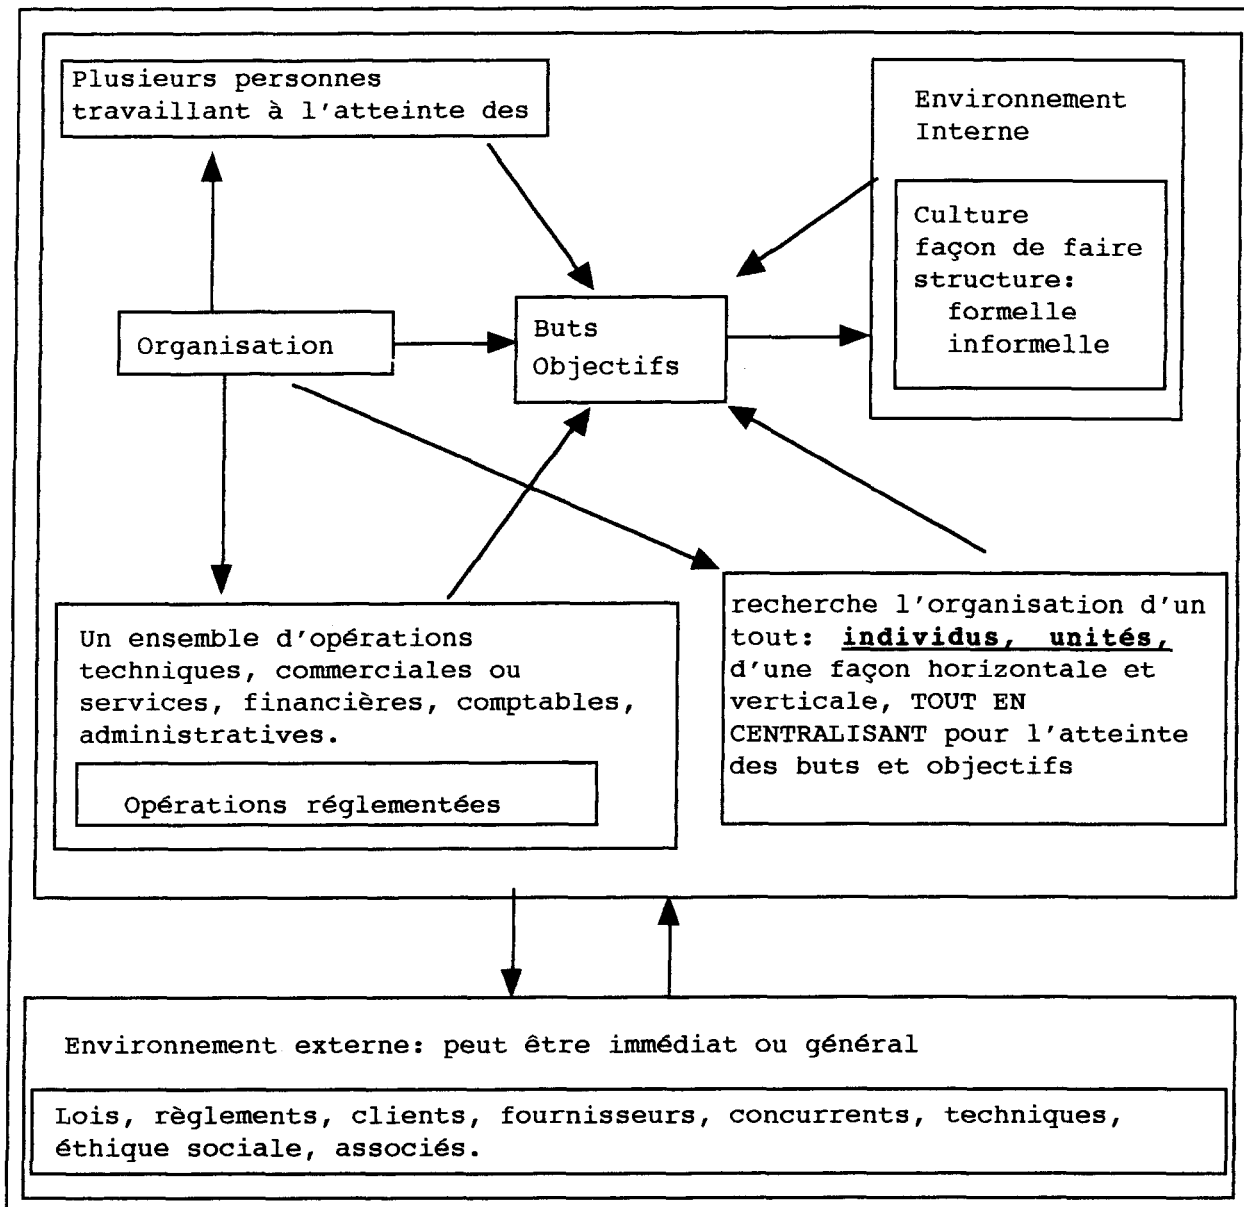 Plusieurs personnes
travaillant à l'atteinte des
Environnement
Interne
Culture
façon de faire
structure:
formelle
informelle
Organisation
Buts
Objectifs
Un ensemble d'opérations
techniques, commerciales ou
services, financières, comptables,
administratives.
Opérations réglementées
recherche l'organisation d'un
tout: individus, unités,
d'une façon horizontale et
verticale, TOUT EN
CENTRALISANT pour l'atteinte
des buts et objectifs
Environnement externe: peut être immédiat ou général
Lois, règlements, clients, fournisseurs, concurrents, techniques,
éthique sociale, associés.